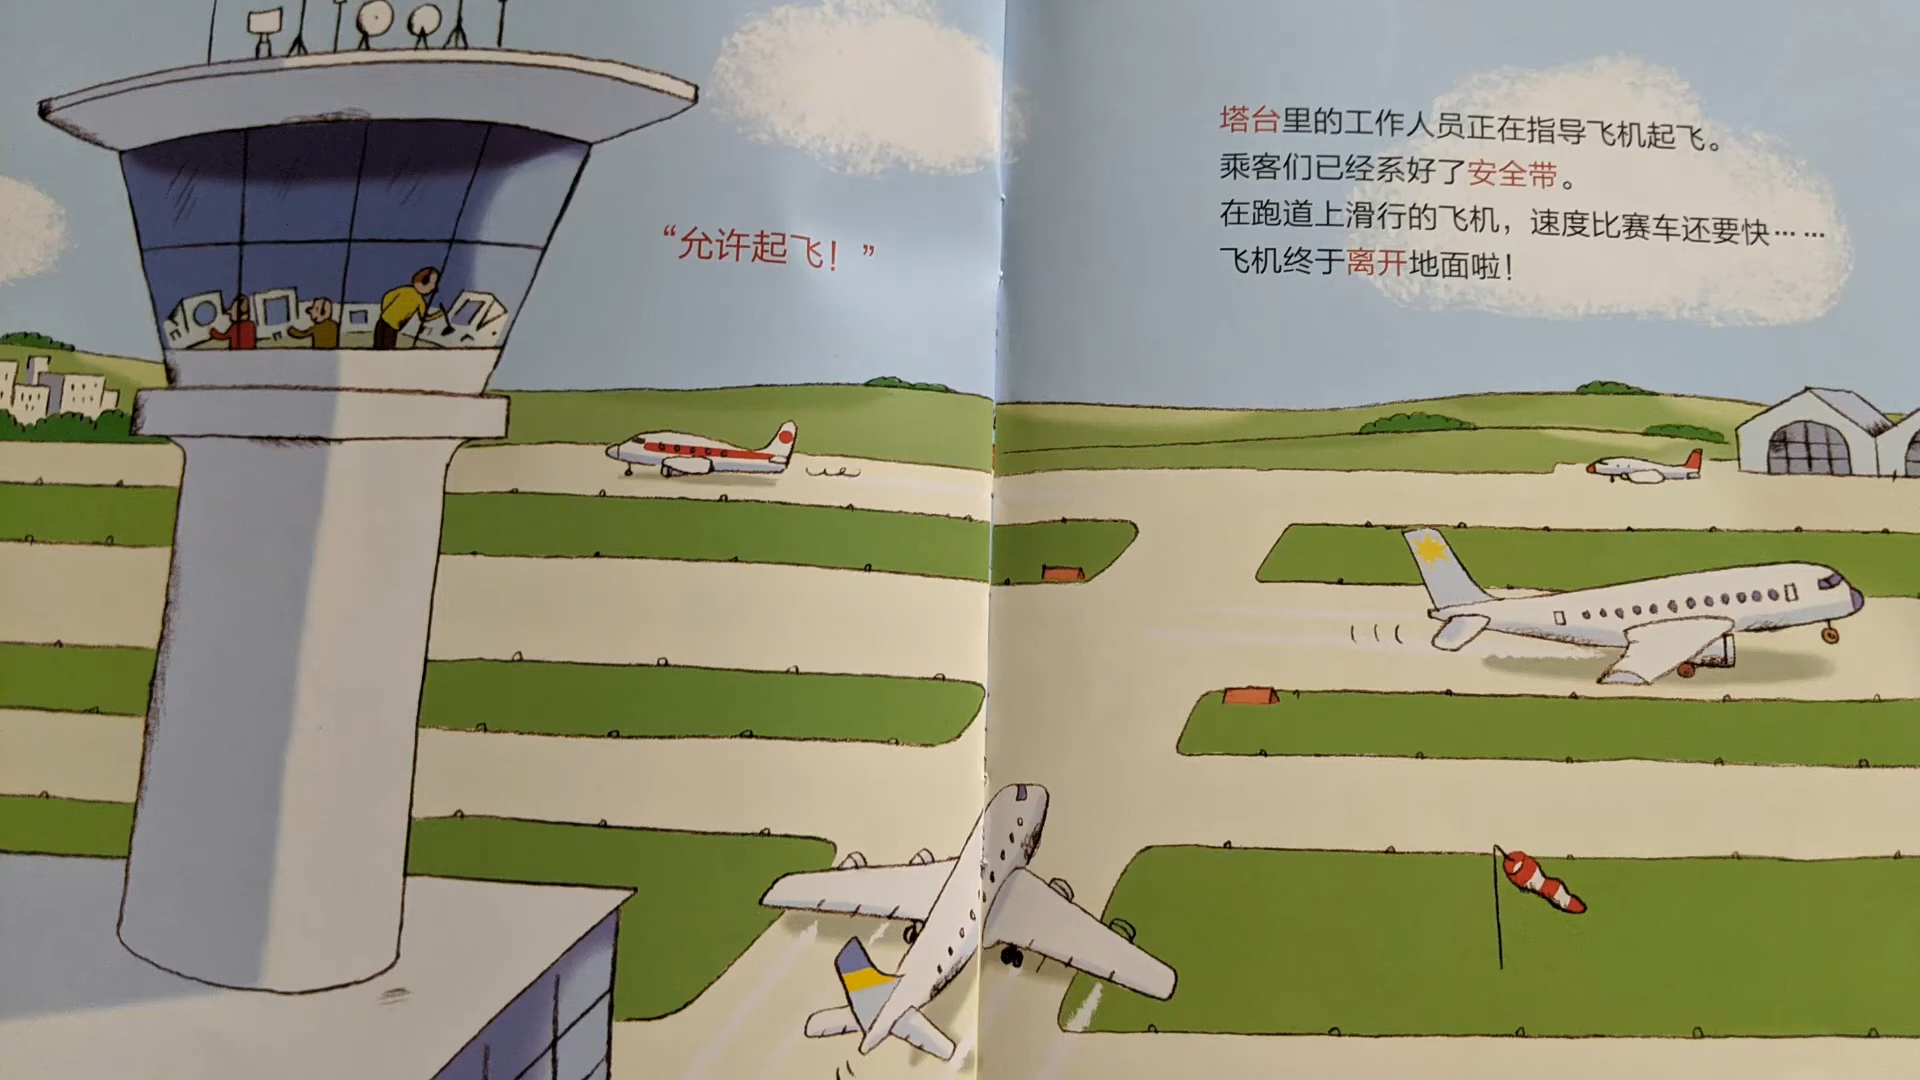 “允许起飞！”
塔台里的工作人员正在指导飞机起飞。
乘客们已经系好了安全带。
在跑道上滑行的飞机，速度比赛车还要快……
飞机终于离开地面啦！